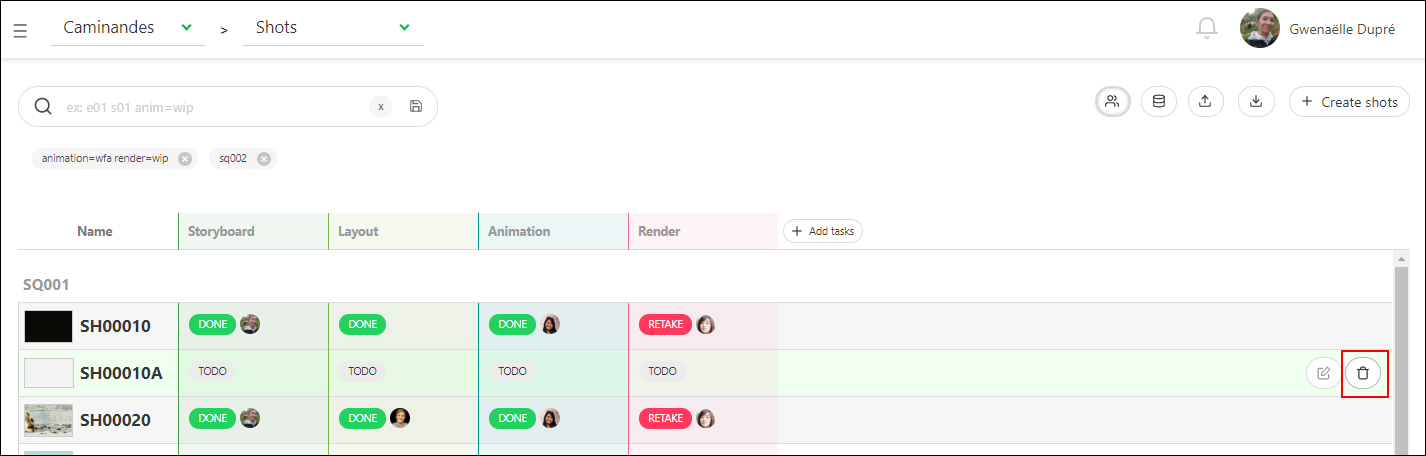 Caminandes > Shots Gwenaëlle Dupré
ex: e01 s01 anim=wip x + Create shots
animation=wfa render=wip sq002
Name Storyboard Layout Animation Render + Add tasks
SQ001
SH00010 DONE DONE DONE RETAKE
SH00010A TODO TODO TODO TODO
SH00020 DONE DONE DONE RETAKE